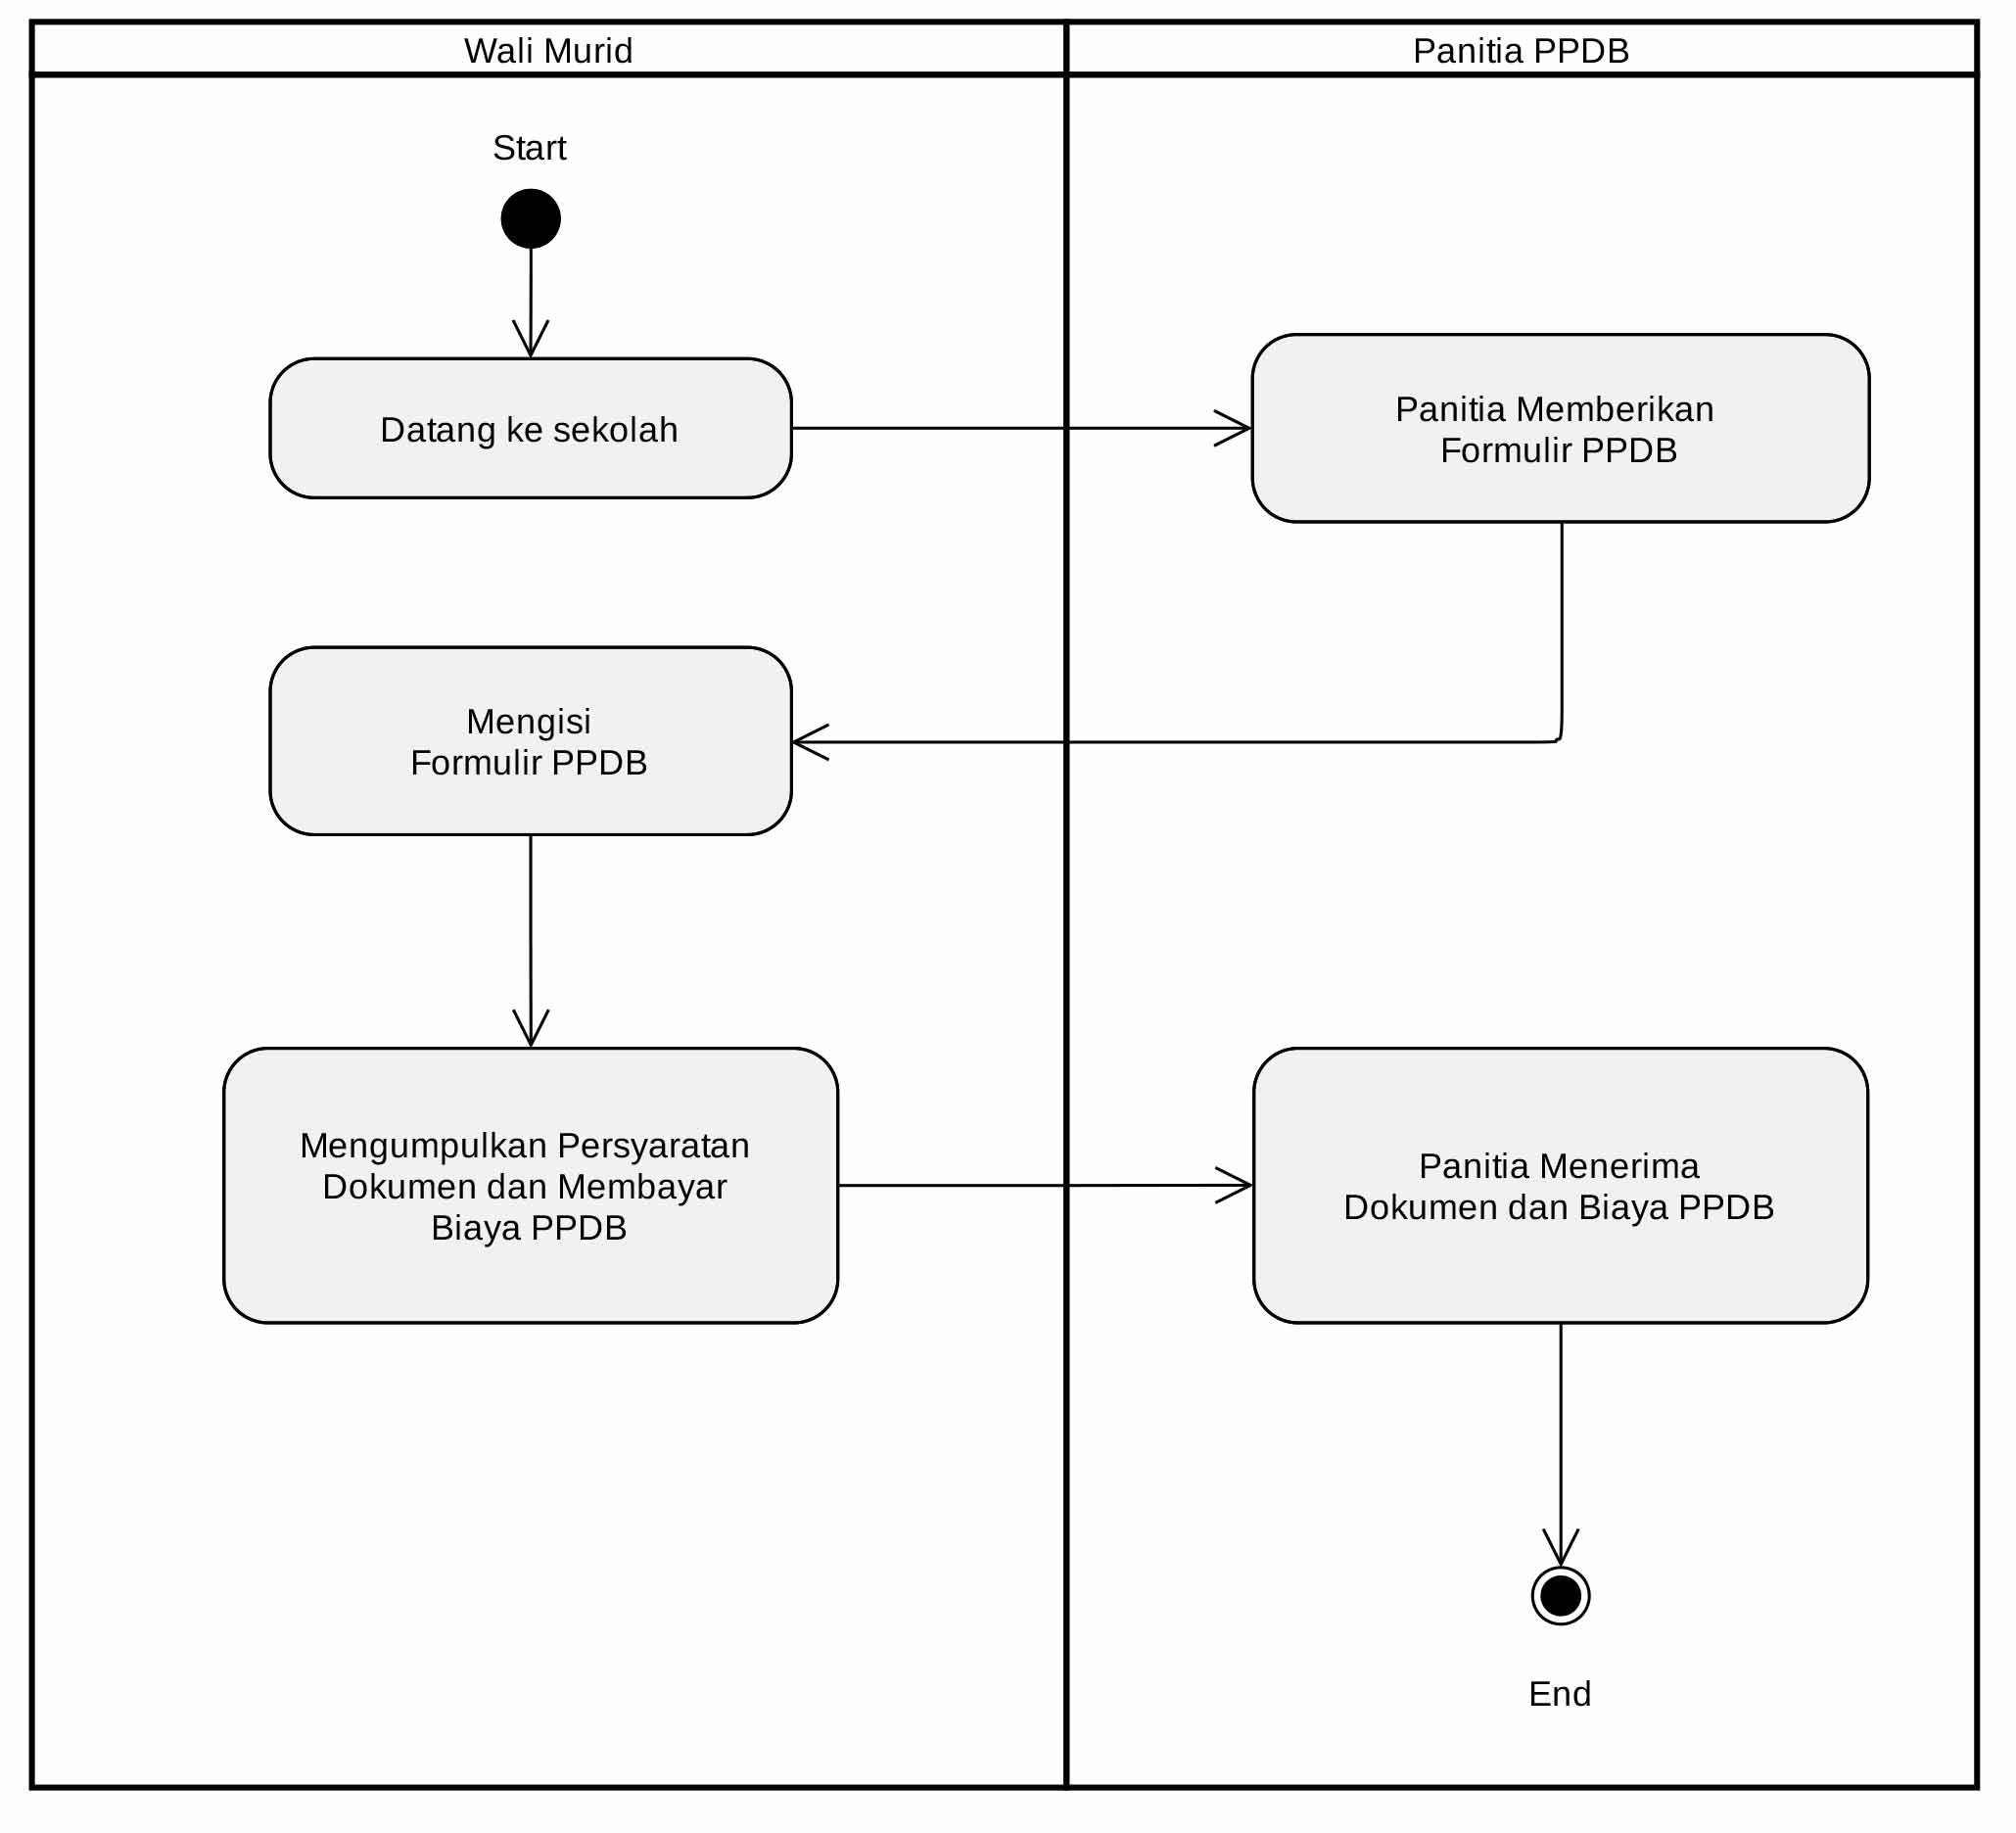 Wali Murid
Panitia PPDB
Start
Datang ke sekolah
Panitia Memberikan
Formulir PPDB
Mengisi
Formulir PPDB
Mengumpulkan Persyaratan
Dokumen dan Membayar
Biaya PPDB
Panitia Menerima
Dokumen dan Biaya PPDB
End